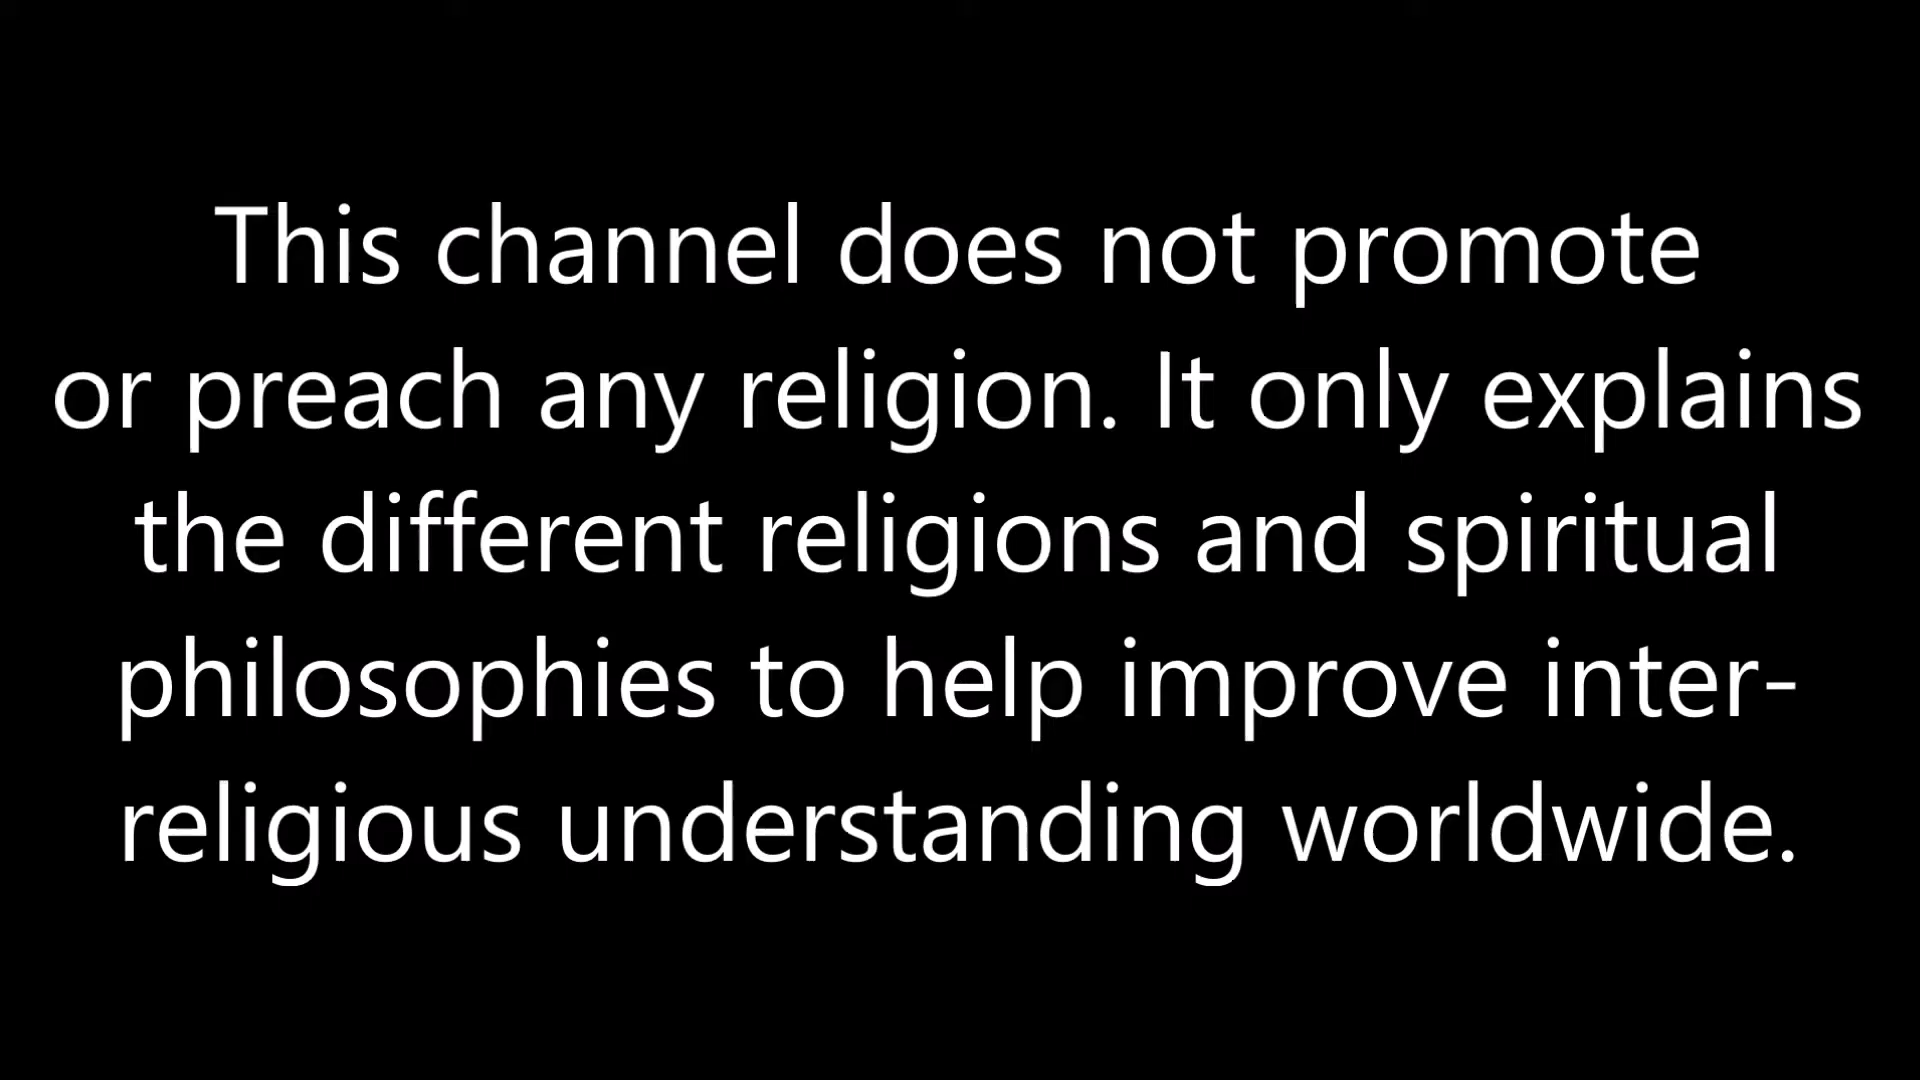 This channel does not promote
or preach any religion. It only explains
the different religions and spiritual
philosophies to help improve inter-
religious understanding worldwide.